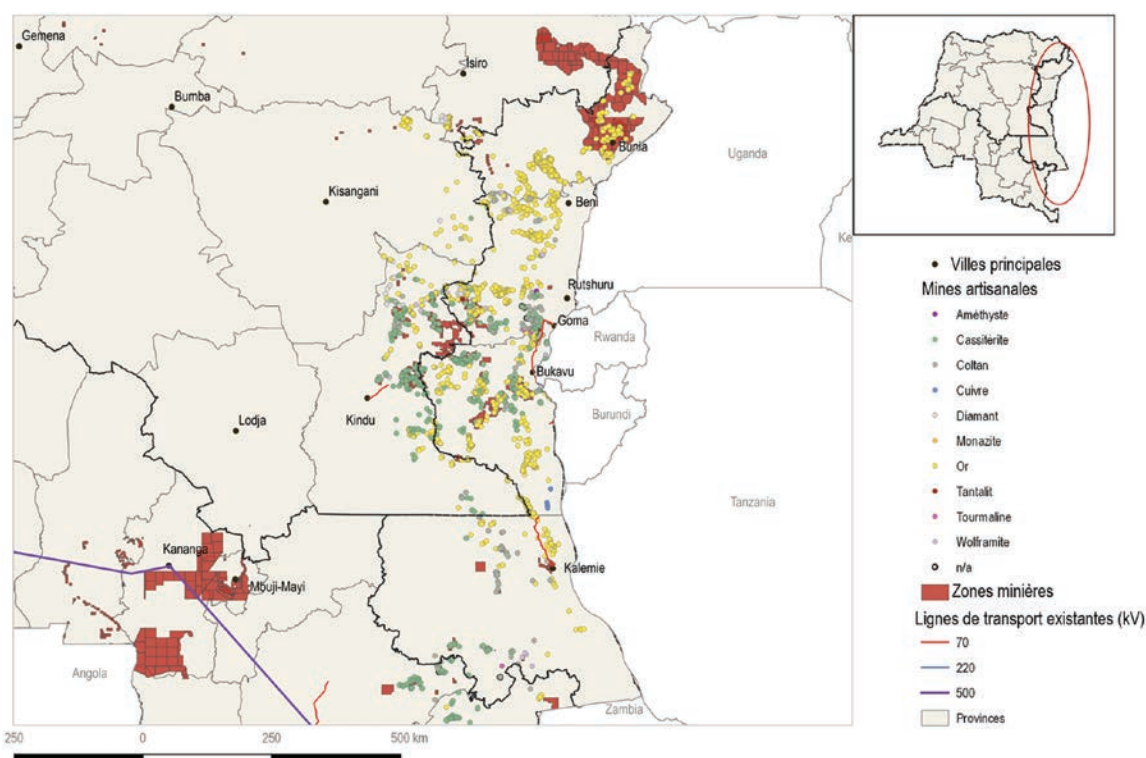 Gemena
Isiro
Bumba
Bunia
Uganda
Kisangani
Beni
Ke
Rutshuru
Goma
Rwanda
Bukavu
Burundi
Kindu
Lodja
Tanzania
Kananga
Kalemie
Mbuji-Mayi
Angola
Zambia
250 0 250 500 km
Villes principales
Mines artisanales
Améthyste
Cassitérite
Coltan
Cuivre
Diamant
Monazite
Or
Tantalit
Tourmaline
Wolframite
n/a
Zones minières
Lignes de transport existantes (kV)
70
220
500
Provinces